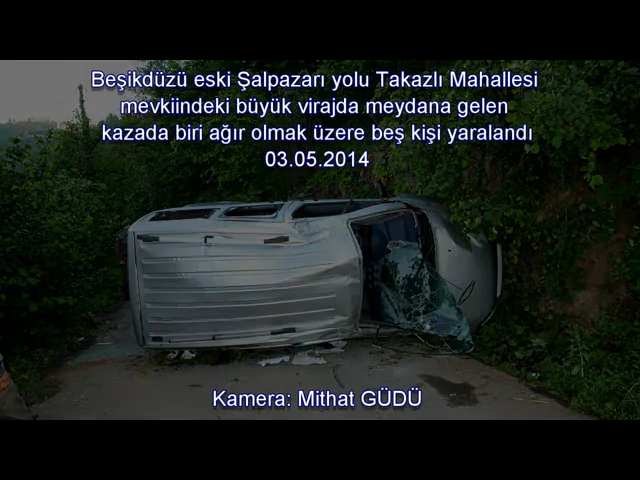 Beşikdüzü eski Şalpazarı yolu Takazlı Mahallesi
mevkiindeki büyük virajda meydana gelen
kazada biri ağır olmak üzere beş kişi yaralandı
03.05.2014
Kamera: Mithat GÜDÜ